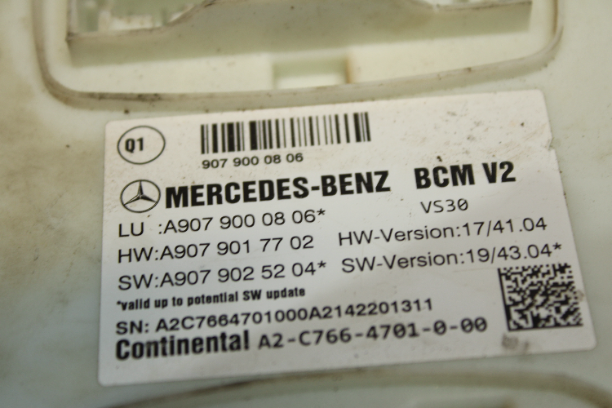 Q1
907 900 08 06
MERCEDES-BENZ BCM V2
LU :A907 900 08 06* VS30
HW:A907 901 77 02 HW-Version:17/41.04
SW:A907 902 52 04* SW-Version:19/43.04*
*valid up to potential SW update
SN: A2C7664701000A2142201311
Continental A2-C766-4701-0-00